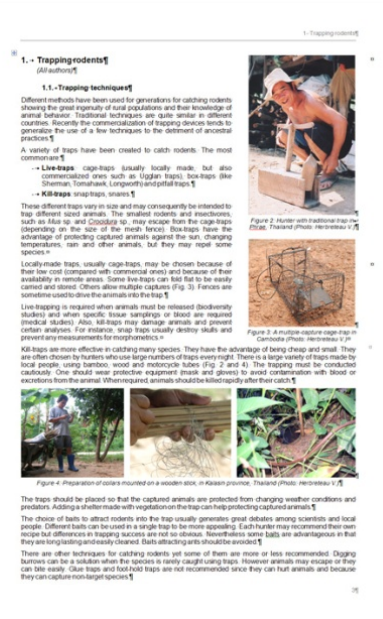 1.-Trapping rodents¶
1.→Trapping rodents¶
(All authors)¶
1.1.→Trapping techniques¶
Different methods have been used for generations for catching rodents
showing the great ingenuity of rural populations and their knowledge of
animal behavior. Traditional techniques are quite similar in different
countries. Recently the commercialization of trapping devices tends to
generalize the use of a few techniques to the detriment of ancestral
practices.¶
A variety of traps have been created to catch rodents. The most
common are:¶
→Live-traps: cage-traps (usually locally made, but also
commercialized ones such as Ugglan traps); box-traps (like
Sherman, Tomahawk, Longworth) and pitfall traps.¶
→Kill-traps: snap traps, snares.¶
These different traps vary in size and may consequently be intended to
trap different sized animals. The smallest rodents and insectivores,
such as Mus sp. and Crocidura sp., may escape from the cage-traps
(depending on the size of the mesh fence). Box-traps have the
advantage of protecting captured animals against the sun, changing
temperatures, rain and other animals, but they may repel some
species.
Figure 2: Hunter with traditional trap in
Phrae, Thailand (Photo: Herbreteau V.)¶
Locally-made traps, usually cage-traps, may be chosen because of
their low cost (compared with commercial ones) and because of their
availability in remote areas. Some live-traps can fold flat to be easily
carried and stored. Others allow multiple captures (Fig. 3). Fences are
sometime used to drive the animals into the trap.¶
Live-trapping is required when animals must be released (biodiversity
studies) and when specific tissue samplings or blood are required
(medical studies). Also, kill-traps may damage animals and prevent
certain analyses. For instance, snap traps usually destroy skulls and
prevent any measurements for morphometrics.
Figure 3: A multiple-capture cage-trap in
Cambodia (Photo: Herbreteau V.)
Kill-traps are more effective in catching many species. They have the advantage of being cheap and small. They
are often chosen by hunters who use large numbers of traps every night. There is a large variety of traps made by
local people, using bamboo, wood and motorcycle tubes (Fig. 2 and 4). The trapping must be conducted
cautiously. One should wear protective equipment (mask and gloves) to avoid contamination with blood or
excretions from the animal. When required, animals should be killed rapidly after their catch.¶
Figure 4: Preparation of snares mounted on a wooden stick, in Kalasin province, Thailand (Photo: Herbreteau V.)¶
The traps should be placed so that the captured animals are protected from changing weather conditions and
predators. Adding a shelter made with vegetation on the trap can help protecting captured animals.¶
The choice of baits to attract rodents into the trap usually generates great debates among scientists and local
people. Different baits can be used in a single trap to be more appealing. Each hunter may recommend their own
recipe but differences in trapping success are not so obvious. Nevertheless some baits are advantageous in that
they are long lasting and easily cleaned. Baits attracting ants should be avoided.¶
There are other techniques for catching rodents yet some of them are more or less recommended. Digging
burrows can be a solution when the species is rarely caught using traps. However animals may escape or they
can bite easily. Glue traps and foot-hold traps are not recommended since they can hurt animals and because
they can capture non-target species.¶